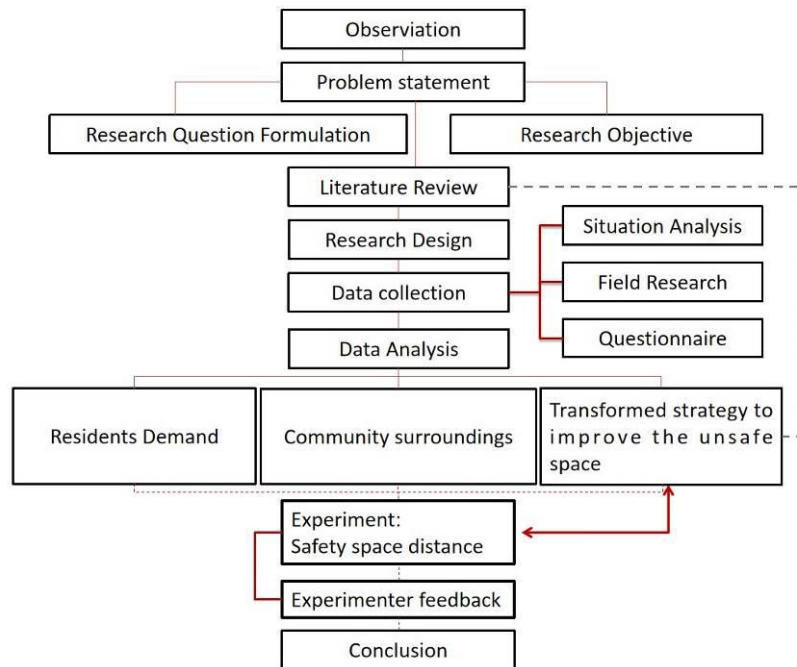 Observiation
Problem statement
Research Question Formulation
Research Objective
Literature Review
Research Design
Situation Analysis
Data collection
Field Research
Questionnaire
Data Analysis
Residents Demand
Community surroundings
Transformed strategy to
improve the unsafe
space
Experiment:
Safety space distance
Experimenter feedback
Conclusion